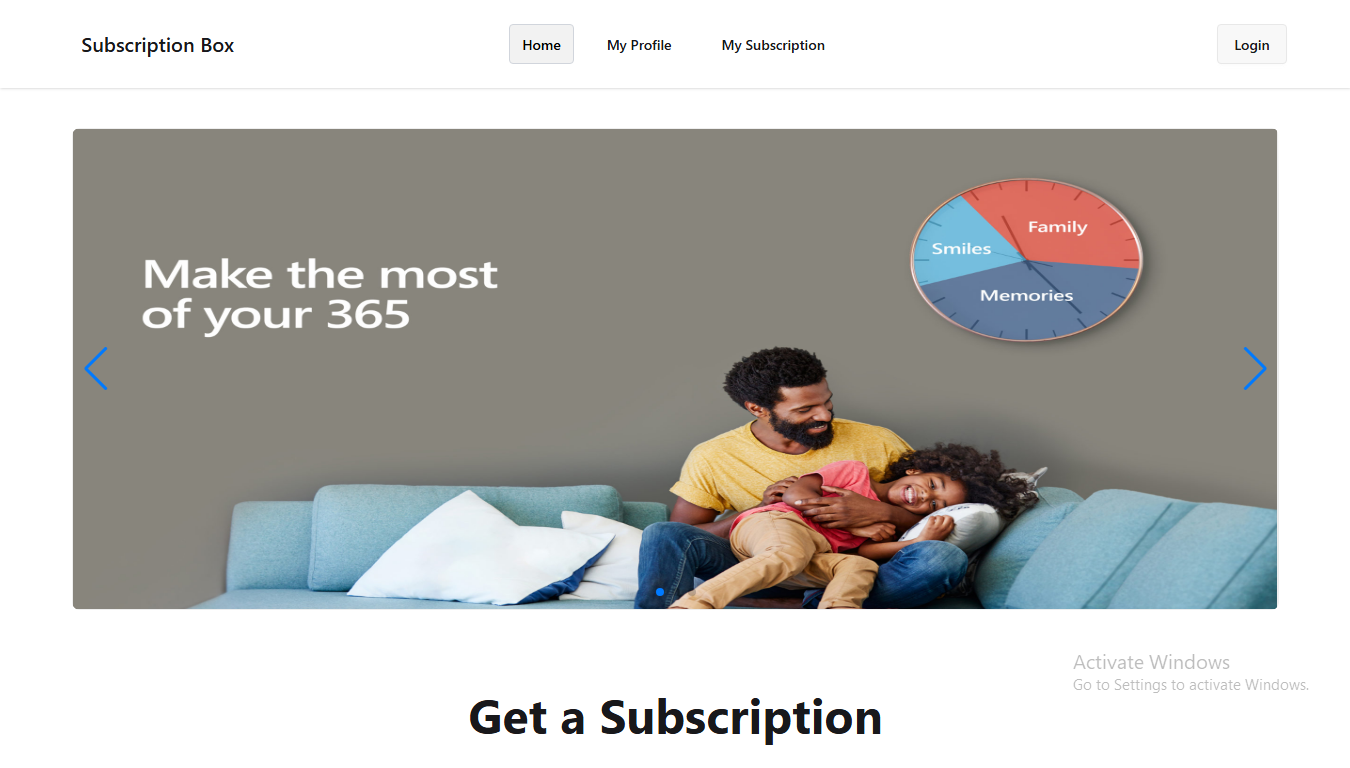 Subscription Box
Home
My Profile
My Subscription
Login
Make the most
of your 365
Family
Smiles
Memories
Activate Windows
Go to Settings to activate Windows.
Get a Subscription